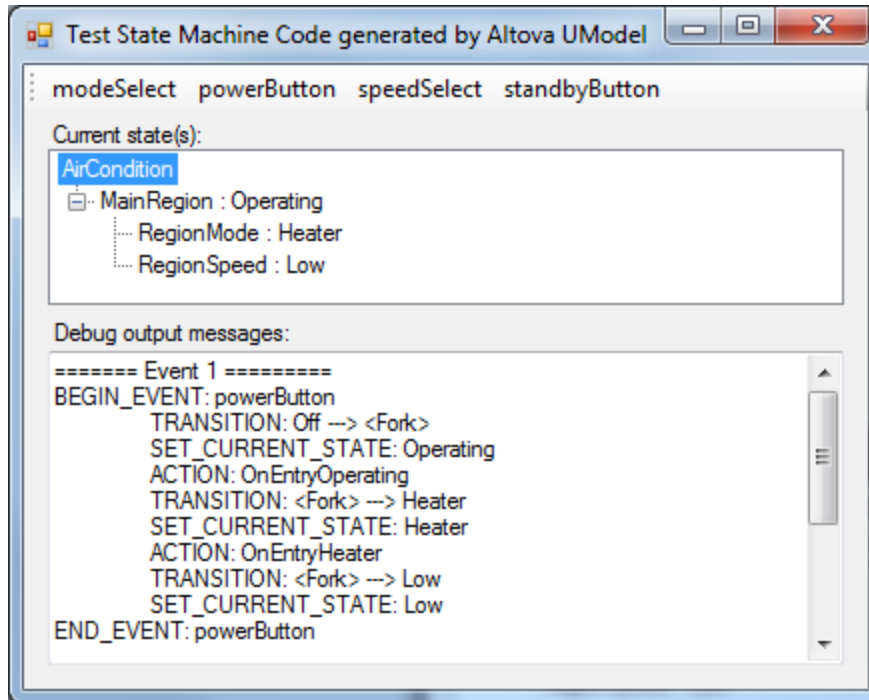 Test State Machine Code generated by Altova UModel
modeSelect powerButton speedSelect standbyButton
Current state(s):
AirCondition
MainRegion : Operating
RegionMode : Heater
RegionSpeed : Low
Debug output messages:
======= Event 1 =========
BEGIN_EVENT: powerButton
TRANSITION: Off ---> <Fork>
SET_CURRENT_STATE: Operating
ACTION: OnEntryOperating
TRANSITION: <Fork> ---> Heater
SET_CURRENT_STATE: Heater
ACTION: OnEntryHeater
TRANSITION: <Fork> ---> Low
SET_CURRENT_STATE: Low
END_EVENT: powerButton